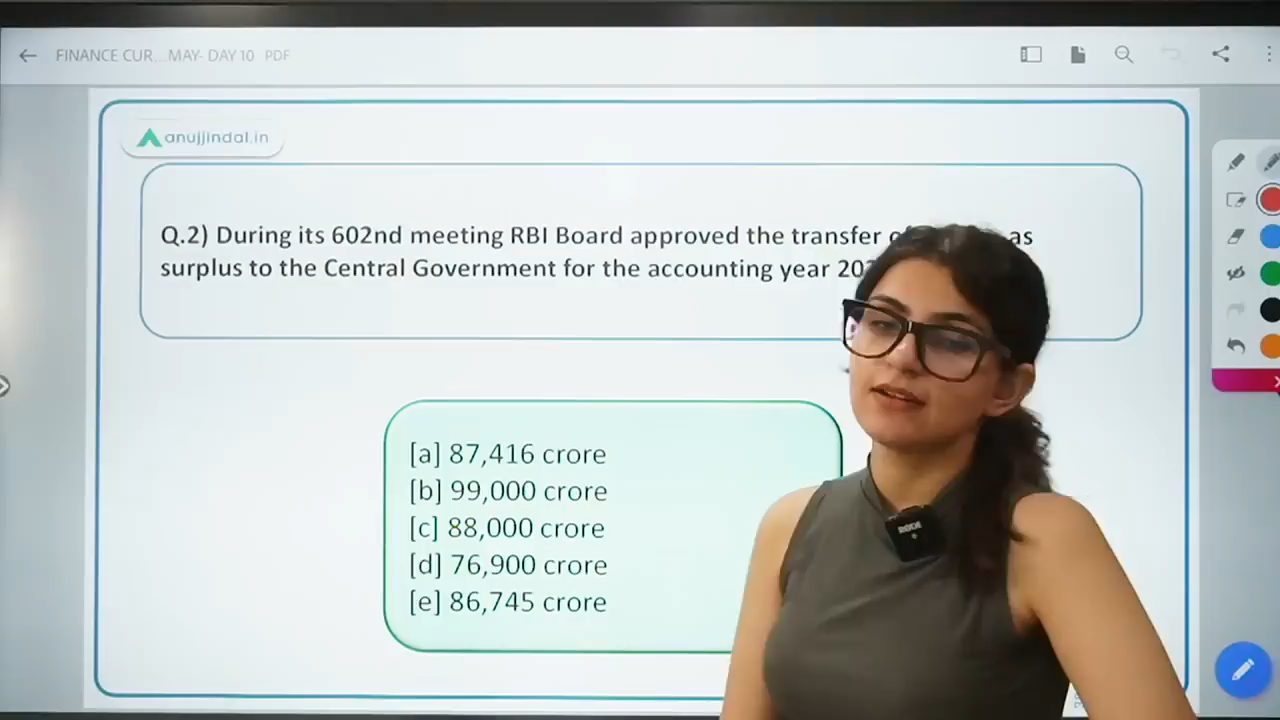 FINANCE CUR...MAY- DAY 10 PDF
anujjindal.in
Q.2) During its 602nd meeting RBI Board approved the transfer as
surplus to the Central Government for the accounting year
[a] 87,416 crore
[b] 99,000 crore
[c] 88,000 crore
[d] 76,900 crore
[e] 86,745 crore
RODE